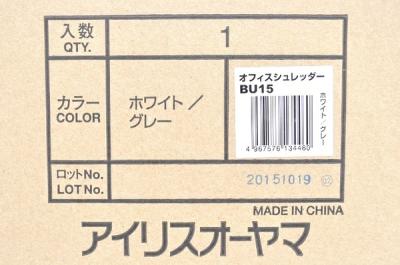 入数
QTY.
1
カラー
COLOR
ホワイト／
グレー
オフィスシュレッダー
BU15
ホワイト／グレー
4 967576 134460
ロットNo.
LOT No.
20151019
MADE IN CHINA
アイリスオーヤマ